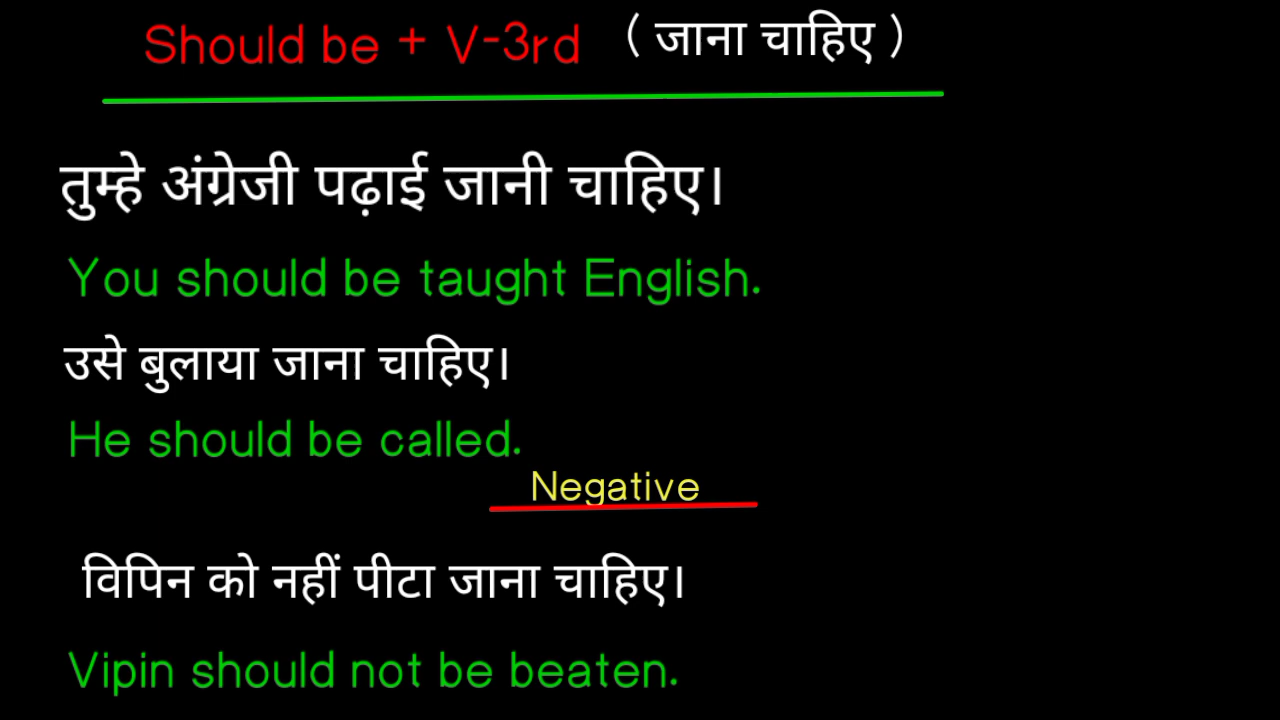 Should be + V-3rd ( जाना चाहिए )
तुम्हे अंग्रेजी पढ़ाई जानी चाहिए।
You should be taught English.
उसे बुलाया जाना चाहिए।
He should be called.
Negative
विपिन को नहीं पीटा जाना चाहिए।
Vipin should not be beaten.